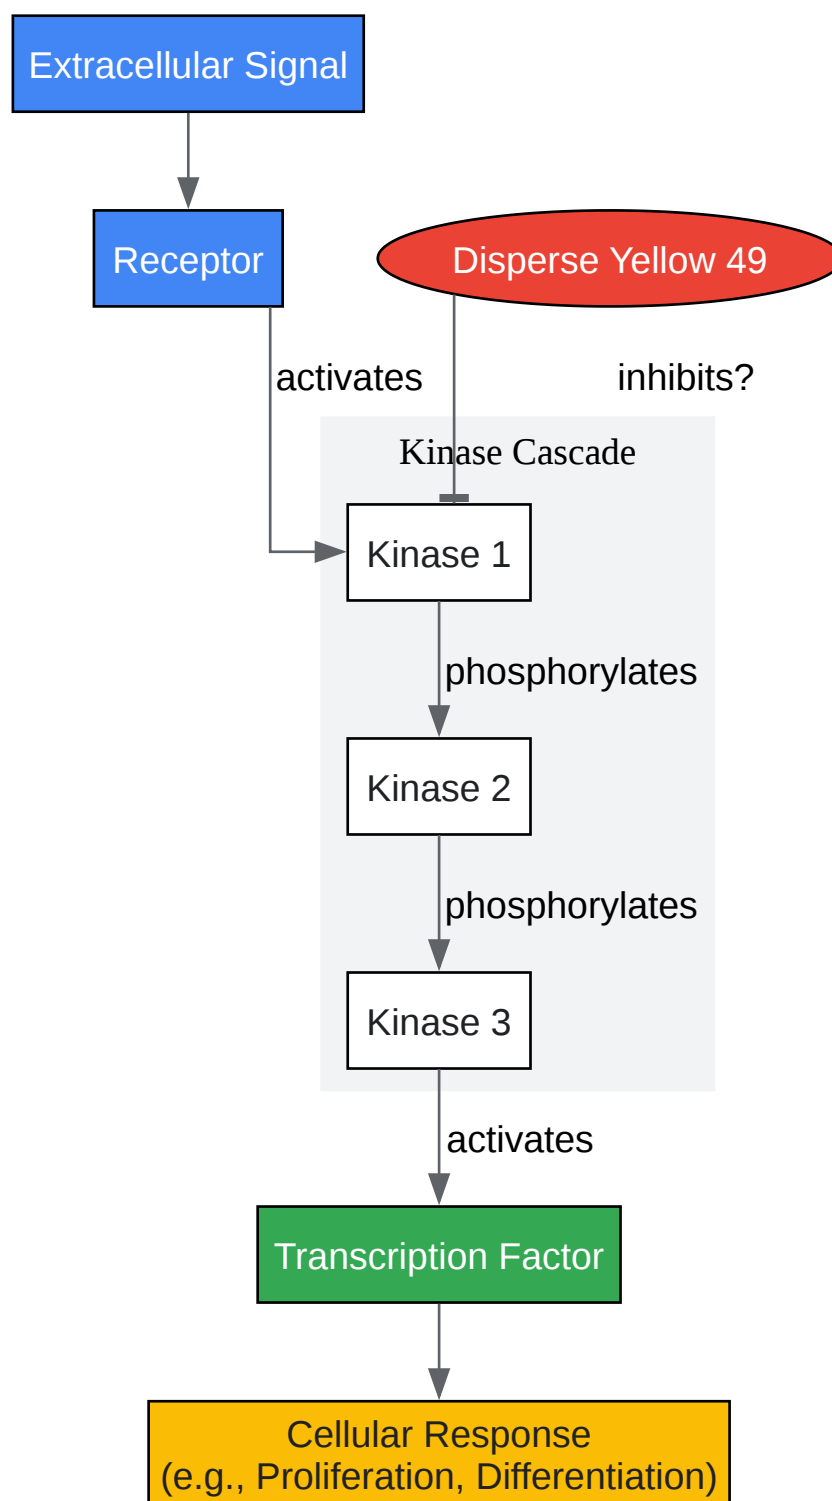 Extracellular Signal
Receptor
Disperse Yellow 49
activates
inhibits?
Kinase Cascade
Kinase 1
phosphorylates
Kinase 2
phosphorylates
Kinase 3
activates
Transcription Factor
Cellular Response
(e.g., Proliferation, Differentiation)